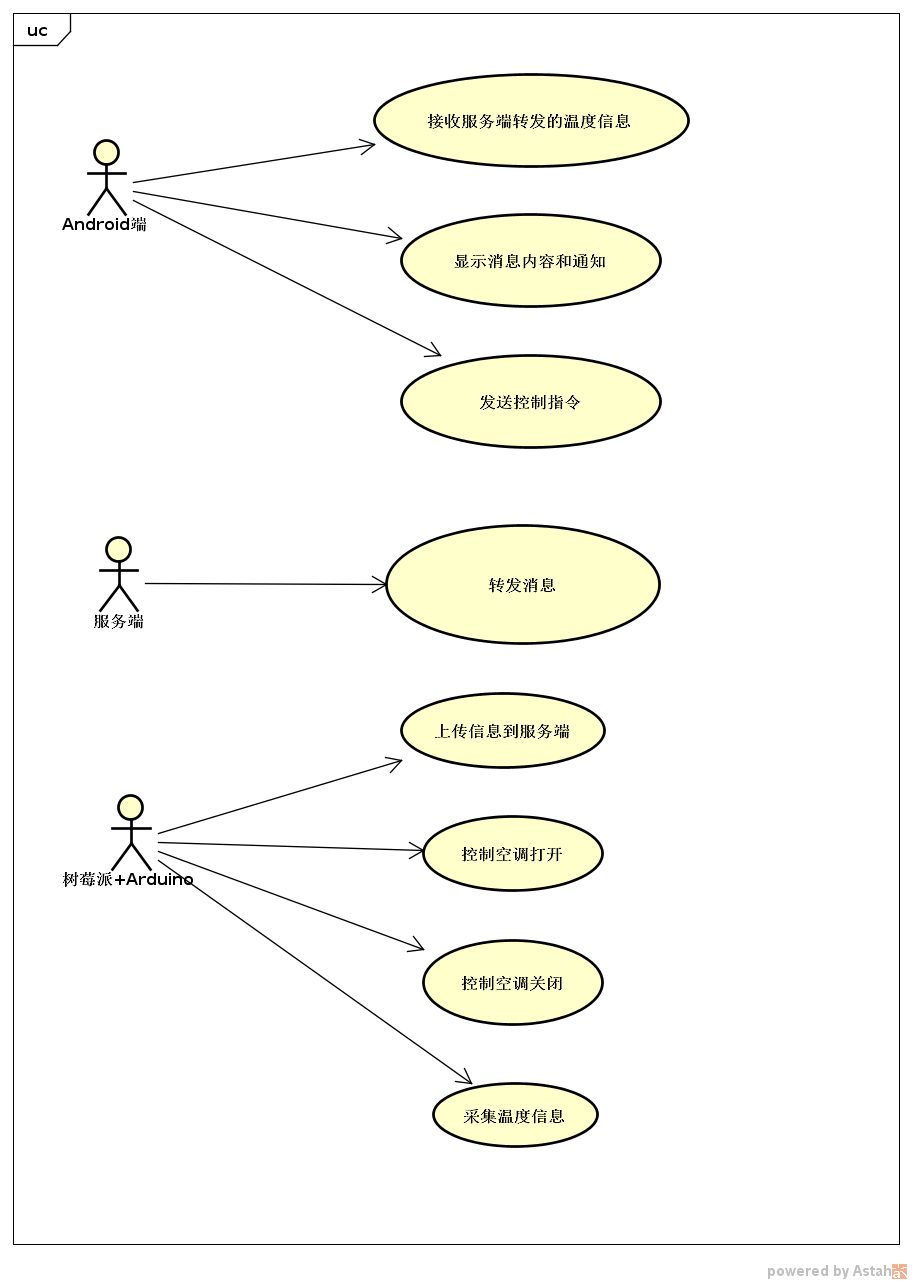 uc
接收服务端转发的温度信息
Android端
显示消息内容和通知
发送控制指令
服务端
转发消息
上传信息到服务端
控制空调打开
树莓派+Arduino
控制空调关闭
采集温度信息
powered by Astah